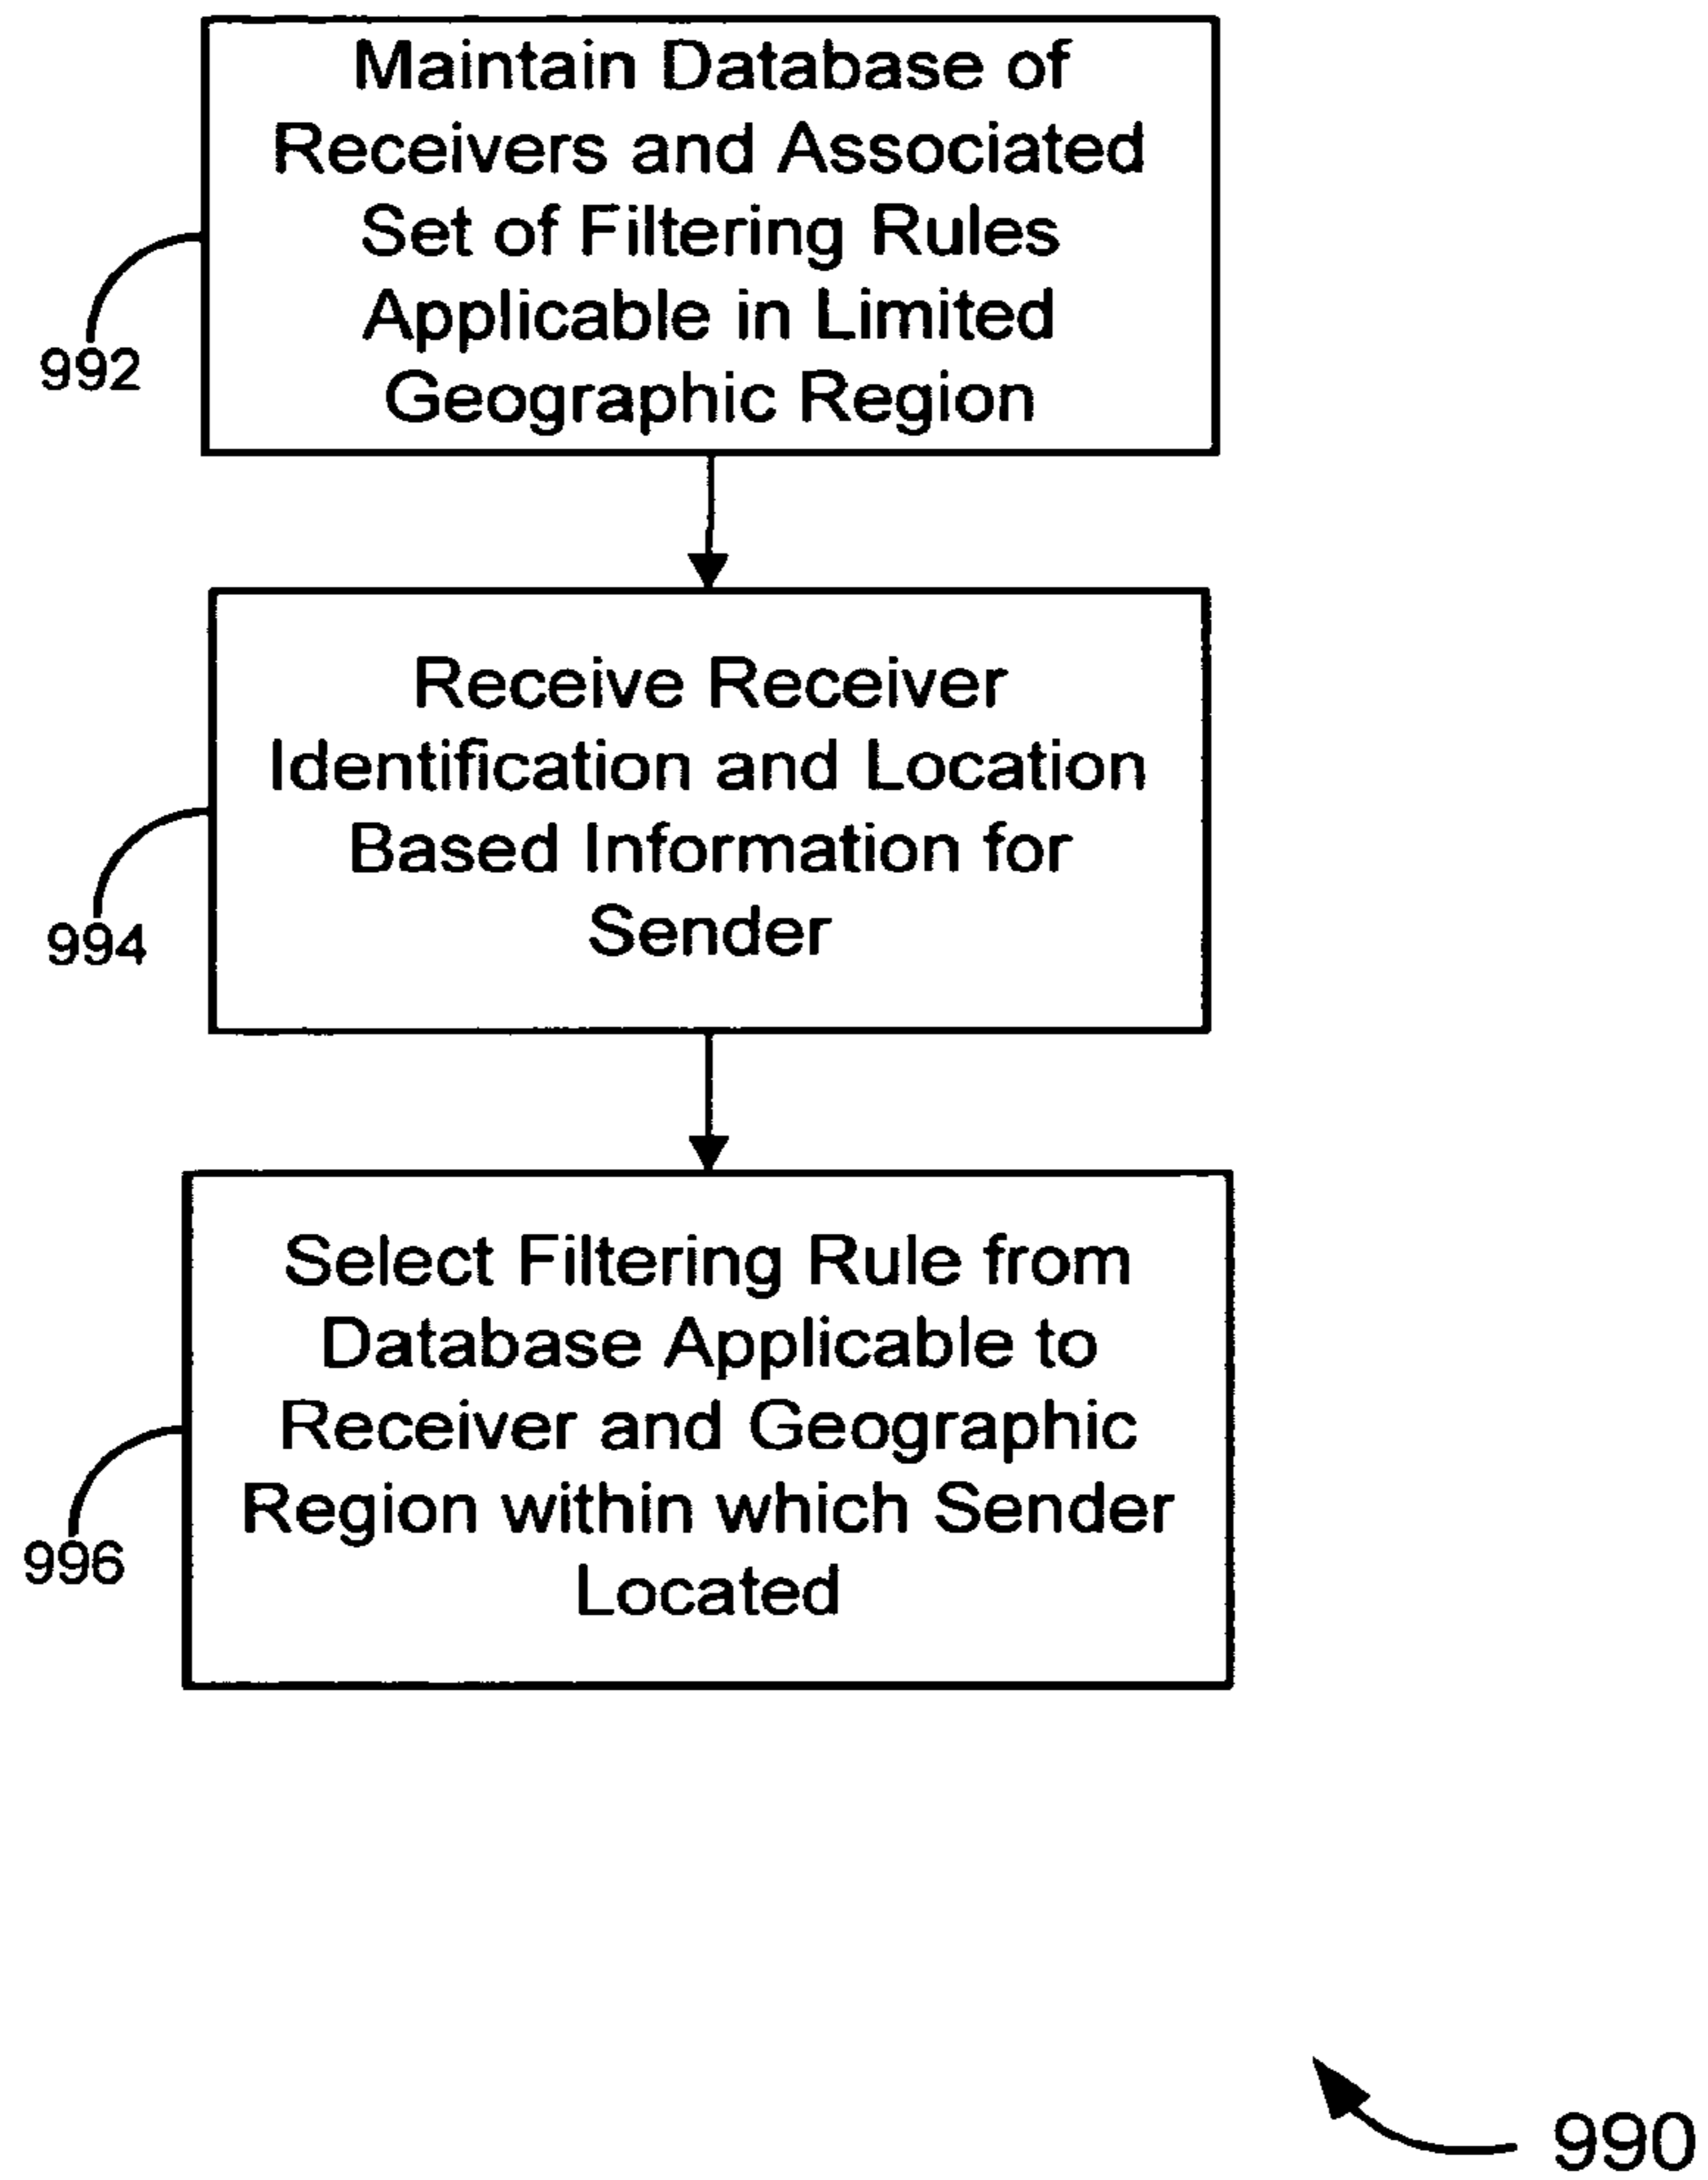 Maintain Database of
Receivers and Associated
Set of Filtering Rules
Applicable in Limited
Geographic Region
992
Receive Receiver
Identification and Location
Based Information for
Sender
994
Select Filtering Rule from
Database Applicable to
Receiver and Geographic
Region within which Sender
Located
996
990